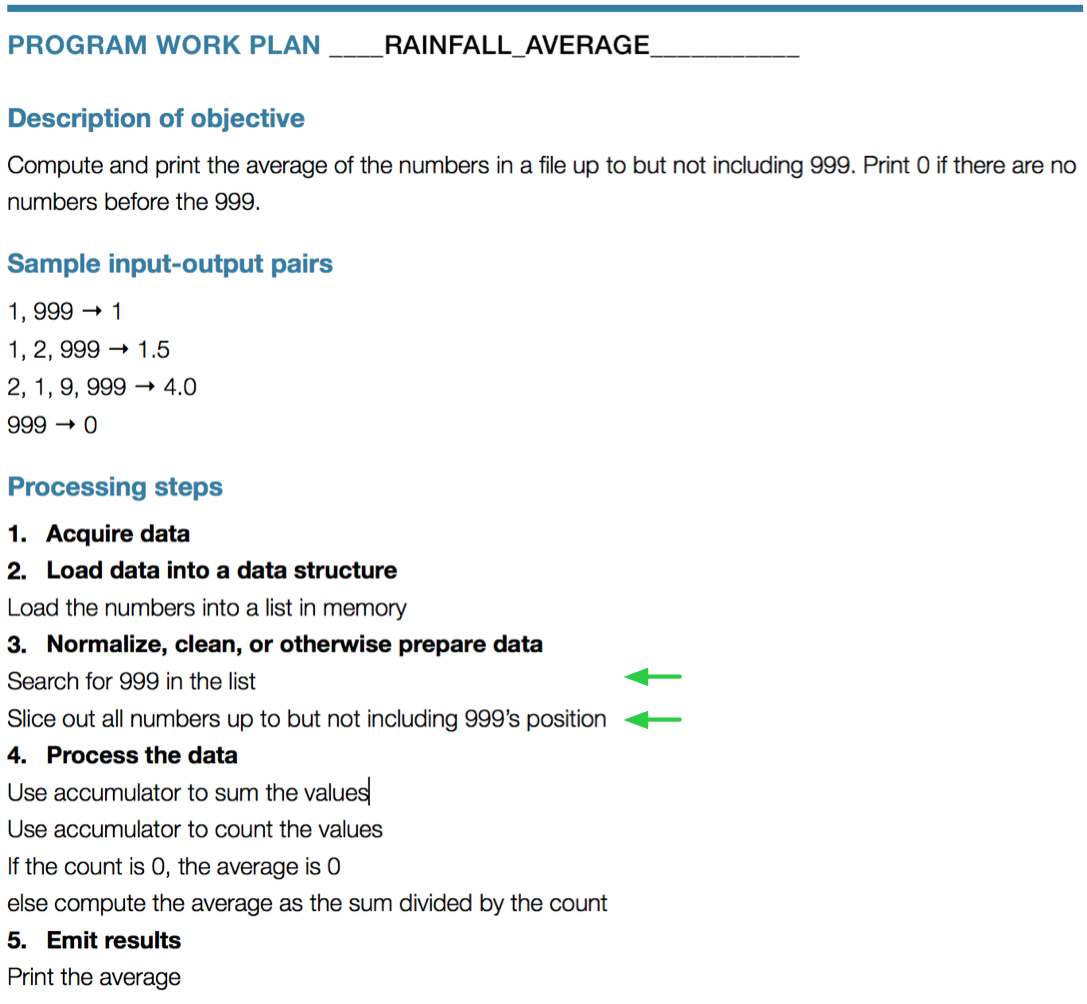 PROGRAM WORK PLAN ____RAINFALL_AVERAGE___________
Description of objective
Compute and print the average of the numbers in a file up to but not including 999. Print 0 if there are no
numbers before the 999.
Sample input-output pairs
1, 999 → 1
1, 2, 999 → 1.5
2, 1, 9, 999 → 4.0
999 → 0
Processing steps
1. Acquire data
2. Load data into a data structure
Load the numbers into a list in memory
3. Normalize, clean, or otherwise prepare data
Search for 999 in the list
Slice out all numbers up to but not including 999’s position
4. Process the data
Use accumulator to sum the values
Use accumulator to count the values
If the count is 0, the average is 0
else compute the average as the sum divided by the count
5. Emit results
Print the average